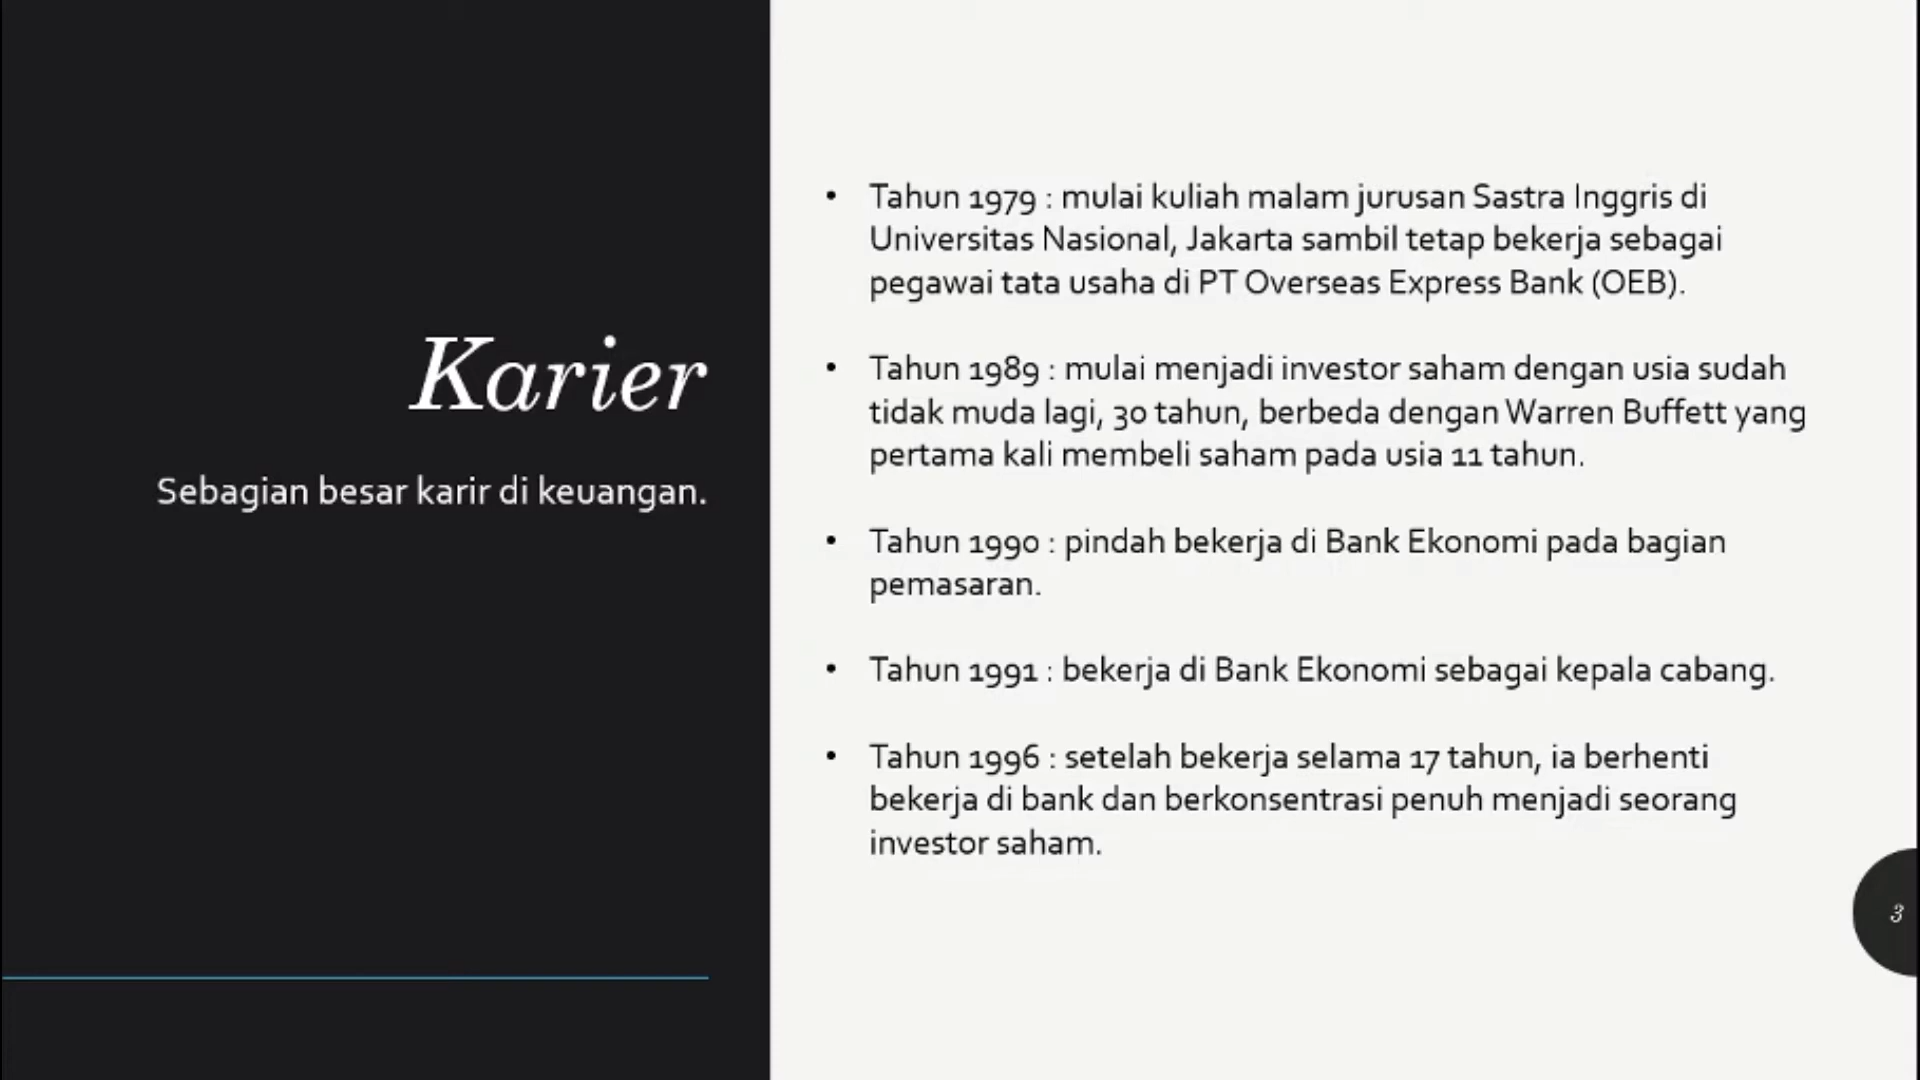 Karier
Sebagian besar karir di keuangan.
• Tahun 1979 : mulai kuliah malam jurusan Sastra Inggris di
Universitas Nasional, Jakarta sambil tetap bekerja sebagai
pegawai tata usaha di PT Overseas Express Bank (OEB).
• Tahun 1989 : mulai menjadi investor saham dengan usia sudah
tidak muda lagi, 30 tahun, berbeda dengan Warren Buffett yang
pertama kali membeli saham pada usia 11 tahun.
• Tahun 1990 : pindah bekerja di Bank Ekonomi pada bagian
pemasaran.
• Tahun 1991 : bekerja di Bank Ekonomi sebagai kepala cabang.
• Tahun 1996 : setelah bekerja selama 17 tahun, ia berhenti
bekerja di bank dan berkonsentrasi penuh menjadi seorang
investor saham.
3